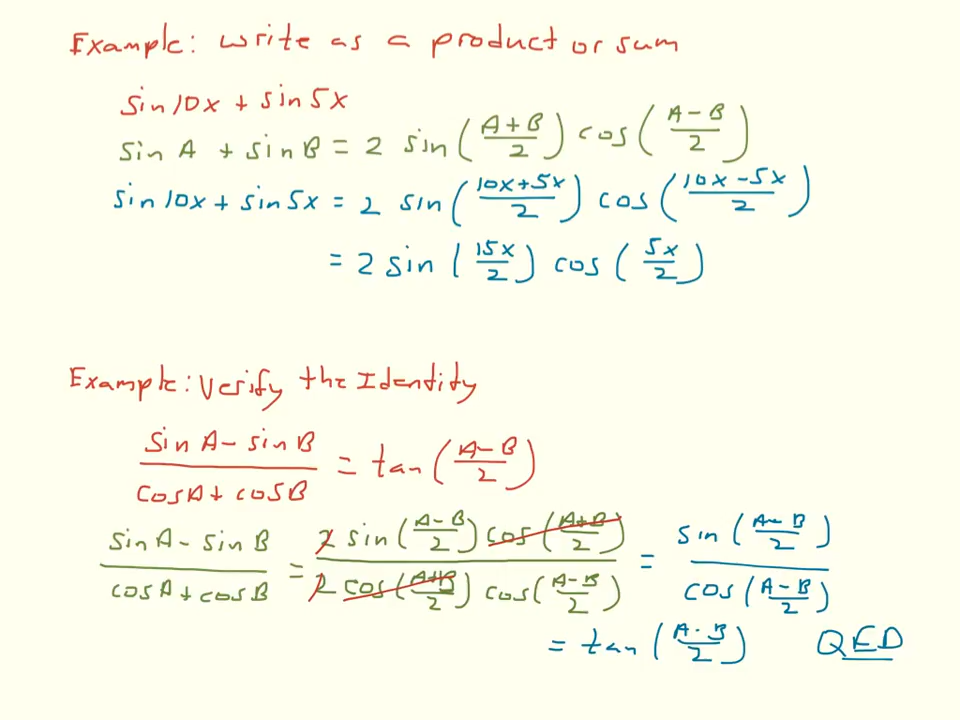 Example: Write as a product or sum
sin 10x + sin 5x
sin A + sin B = 2 sin ((A+B)/2) cos ((A-B)/2)
sin 10x + sin 5x = 2 sin ((10x+5x)/2) cos ((10x-5x)/2)
= 2 sin (15x/2) cos (5x/2)
Example: Verify the Identity
(sin A - sin B)/(cos A + cos B) = tan ((A-B)/2)
(sin A - sin B)/(cos A + cos B) = (2 sin ((A-B)/2) cos ((A+B)/2))/(2 cos ((A+B)/2) cos ((A-B)/2)) = (sin ((A-B)/2))/(cos ((A-B)/2))
= tan ((A-B)/2) QED